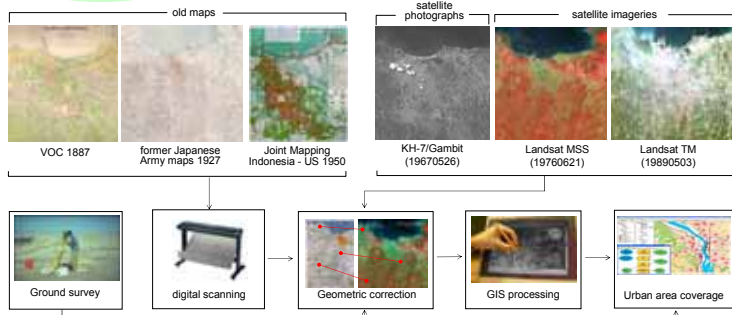 old maps
satellite
photographs
satellite imageries
VOC 1887
former Japanese
Army maps 1927
Joint Mapping
Indonesia - US 1950
KH-7/Gambit
(19670526)
Landsat MSS
(19760621)
Landsat TM
(19890503)
Ground survey
digital scanning
Geometric correction
GIS processing
Urban area coverage